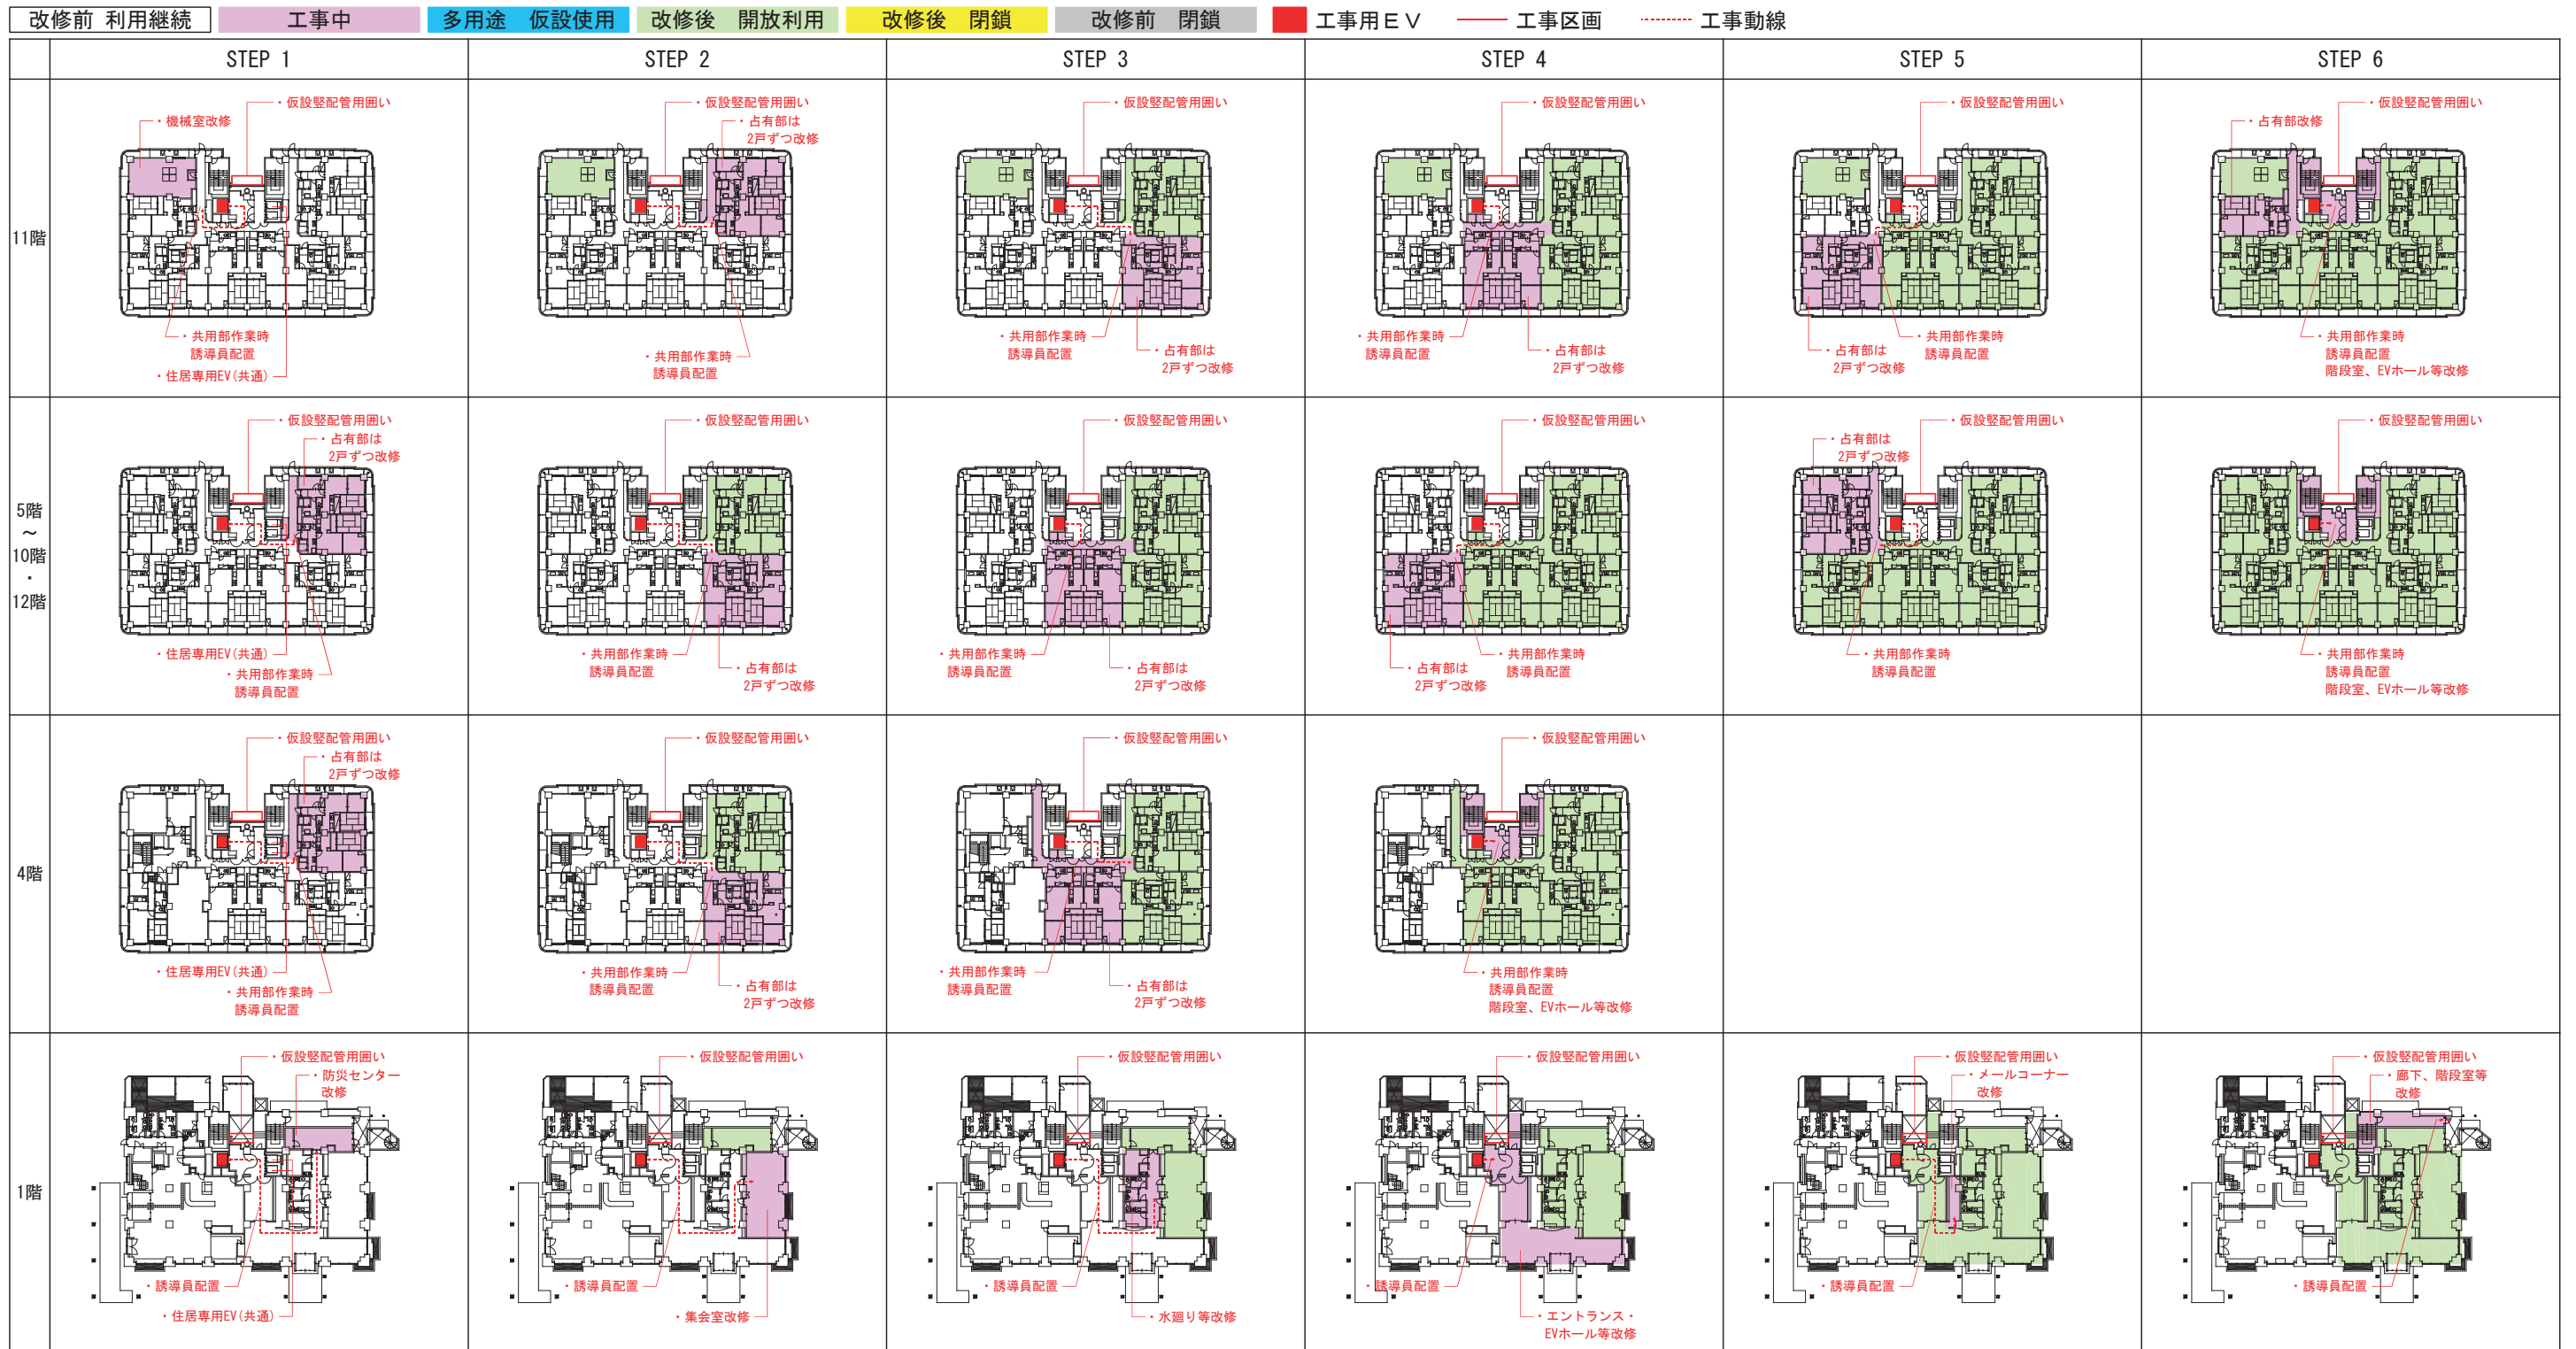 改修前 利用継続
工事中
多用途 仮設使用
改修後 開放利用
改修後 閉鎖
改修前 閉鎖
工事用ＥＶ
工事区画
工事動線
STEP 1
STEP 2
STEP 3
STEP 4
STEP 5
STEP 6
11階
・仮設竪配管用囲い
・機械室改修
・共用部作業時
誘導員配置
・住居専用EV(共通)
・仮設竪配管用囲い
・占有部は
2戸ずつ改修
・共用部作業時
誘導員配置
・仮設竪配管用囲い
・共用部作業時
誘導員配置
・占有部は
2戸ずつ改修
・仮設竪配管用囲い
・共用部作業時
誘導員配置
・占有部は
2戸ずつ改修
・仮設竪配管用囲い
・共用部作業時
誘導員配置
・占有部は
2戸ずつ改修
・仮設竪配管用囲い
・占有部改修
・共用部作業時
誘導員配置
階段室、EVホール等改修
5階
～
10階
・
12階
・仮設竪配管用囲い
・占有部は
2戸ずつ改修
・住居専用EV(共通)
・共用部作業時
誘導員配置
・仮設竪配管用囲い
・共用部作業時
誘導員配置
・占有部は
2戸ずつ改修
・仮設竪配管用囲い
・共用部作業時
誘導員配置
・占有部は
2戸ずつ改修
・仮設竪配管用囲い
・共用部作業時
誘導員配置
・占有部は
2戸ずつ改修
・仮設竪配管用囲い
・占有部は
2戸ずつ改修
・共用部作業時
誘導員配置
・仮設竪配管用囲い
・共用部作業時
誘導員配置
階段室、EVホール等改修
4階
・仮設竪配管用囲い
・占有部は
2戸ずつ改修
・住居専用EV(共通)
・共用部作業時
誘導員配置
・仮設竪配管用囲い
・共用部作業時
誘導員配置
・占有部は
2戸ずつ改修
・仮設竪配管用囲い
・共用部作業時
誘導員配置
・占有部は
2戸ずつ改修
・仮設竪配管用囲い
・共用部作業時
誘導員配置
階段室、EVホール等改修
1階
・仮設竪配管用囲い
・防災センター
改修
・誘導員配置
・住居専用EV(共通)
・仮設竪配管用囲い
・誘導員配置
・集会室改修
・仮設竪配管用囲い
・誘導員配置
・水廻り等改修
・仮設竪配管用囲い
・誘導員配置
・エントランス・
EVホール等改修
・仮設竪配管用囲い
・メールコーナー
改修
・誘導員配置
・仮設竪配管用囲い
・廊下、階段室等
改修
・誘導員配置